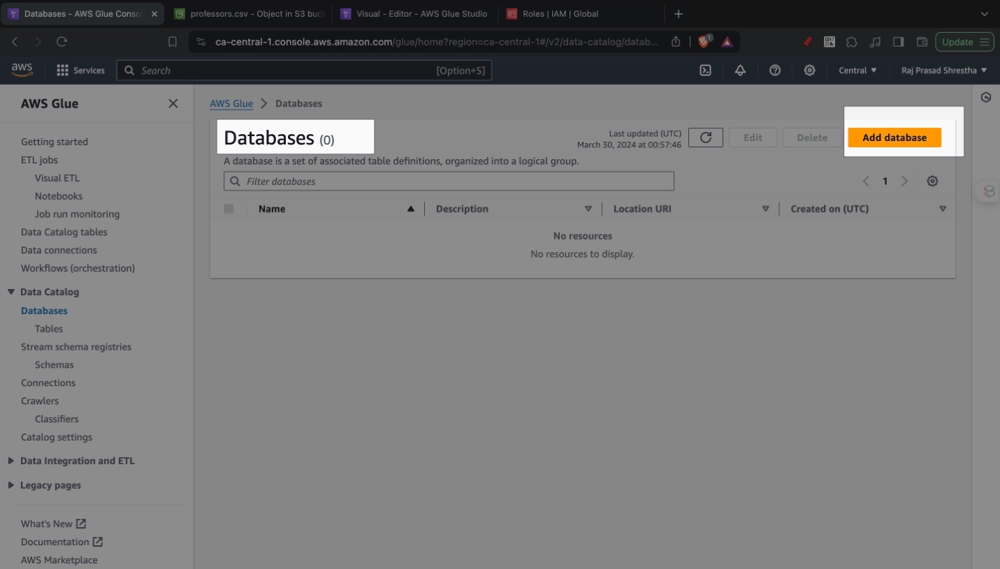 Databases - AWS Glue Conso
professors.csv - Object in S3 buck
Visual - Editor - AWS Glue Studio
Roles | IAM | Global
ca-central-1.console.aws.amazon.com/glue/home?region=ca-central-1#/v2/data-catalog/datab...
1
Update
aws
Services
Search
[Option+S]
Central
Raj Prasad Shrestha
AWS Glue
Getting started
ETL jobs
Visual ETL
Notebooks
Job run monitoring
Data Catalog tables
Data connections
Workflows (orchestration)
Data Catalog
Databases
Tables
Stream schema registries
Schemas
Connections
Crawlers
Classifiers
Catalog settings
Data Integration and ETL
Legacy pages
What's New
Documentation
AWS Marketplace
AWS Glue > Databases
Databases (0)
Last updated (UTC)
March 30, 2024 at 00:57:46
Edit
Delete
Add database
A database is a set of associated table definitions, organized into a logical group.
Filter databases
1
Name
Description
Location URI
Created on (UTC)
No resources
No resources to display.